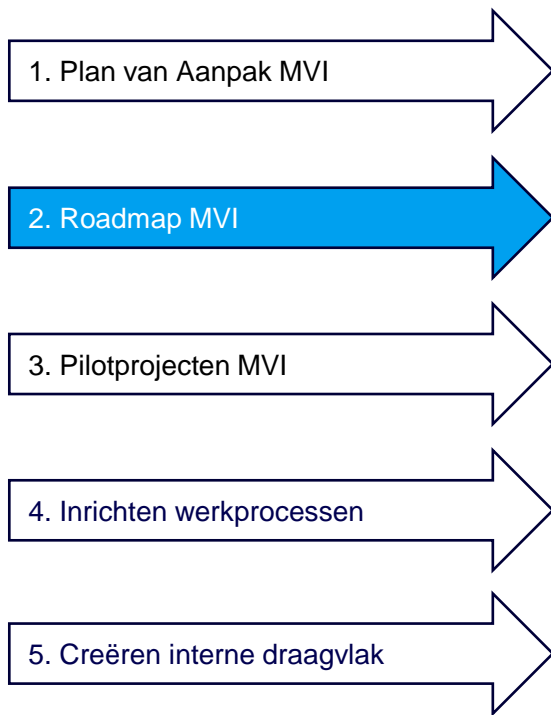 1. Plan van Aanpak MVI
2. Roadmap MVI
3. Pilotprojecten MVI
4. Inrichten werkprocessen
5. Creëren interne draagvlak